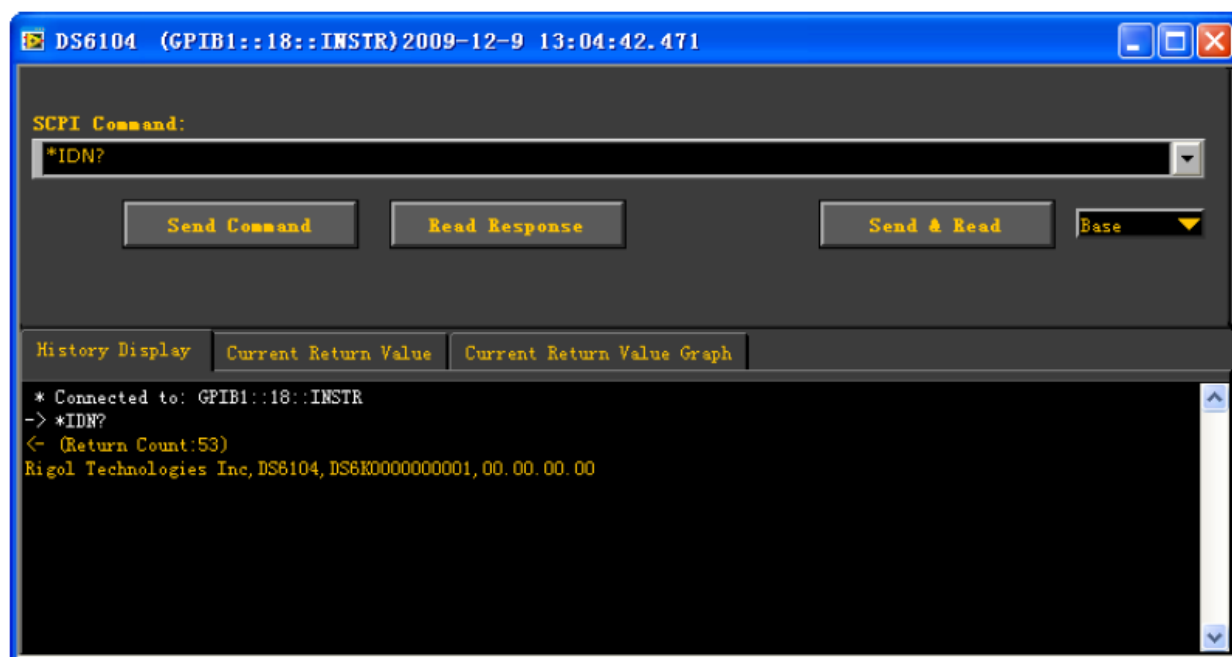 DS6104 (GPIB1::18::INSTR)2009-12-9 13:04:42.471
SCPI Command:
*IDN?
Send Command Read Response Send & Read Base
History Display Current Return Value Current Return Value Graph
* Connected to: GPIB1::18::INSTR
-> *IDN?
<- (Return Count:53)
Rigol Technologies Inc,DS6104,DS6K0000000001,00.00.00.00